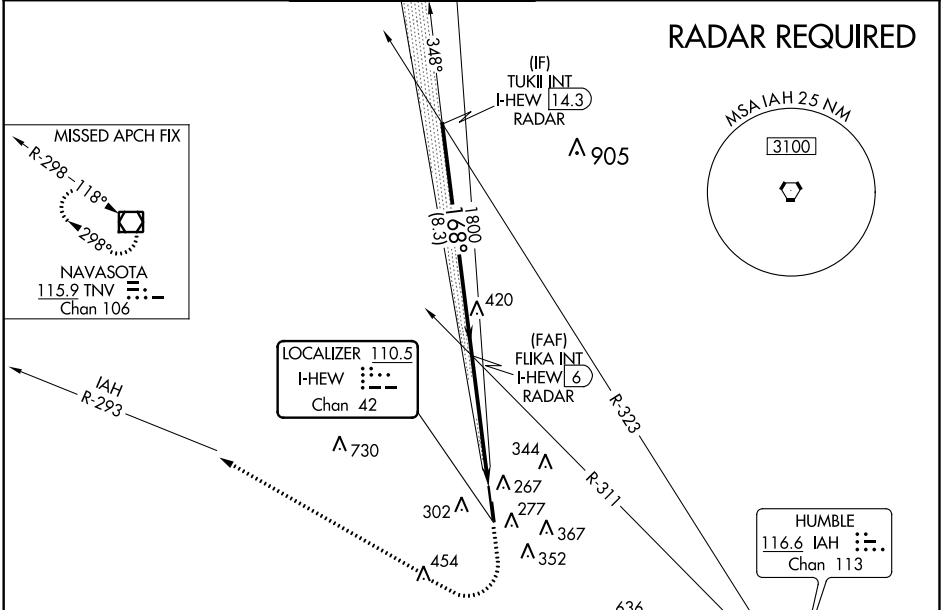 RADAR REQUIRED
348°
(IF)
TUKII INT
I-HEW 14.3
RADAR
905
MSA IAH 25 NM
3100
MISSED APCH FIX
R-298
118°
298°
NAVASOTA
115.9 TNV
Chan 106
1800
168°
(8.3)
420
(FAF)
FLIKA INT
I-HEW 6
RADAR
LOCALIZER 110.5
I-HEW
Chan 42
IAH
R-293
R-323
730
344
267
R-311
302
277
367
352
454
HUMBLE
116.6 IAH
Chan 113
636